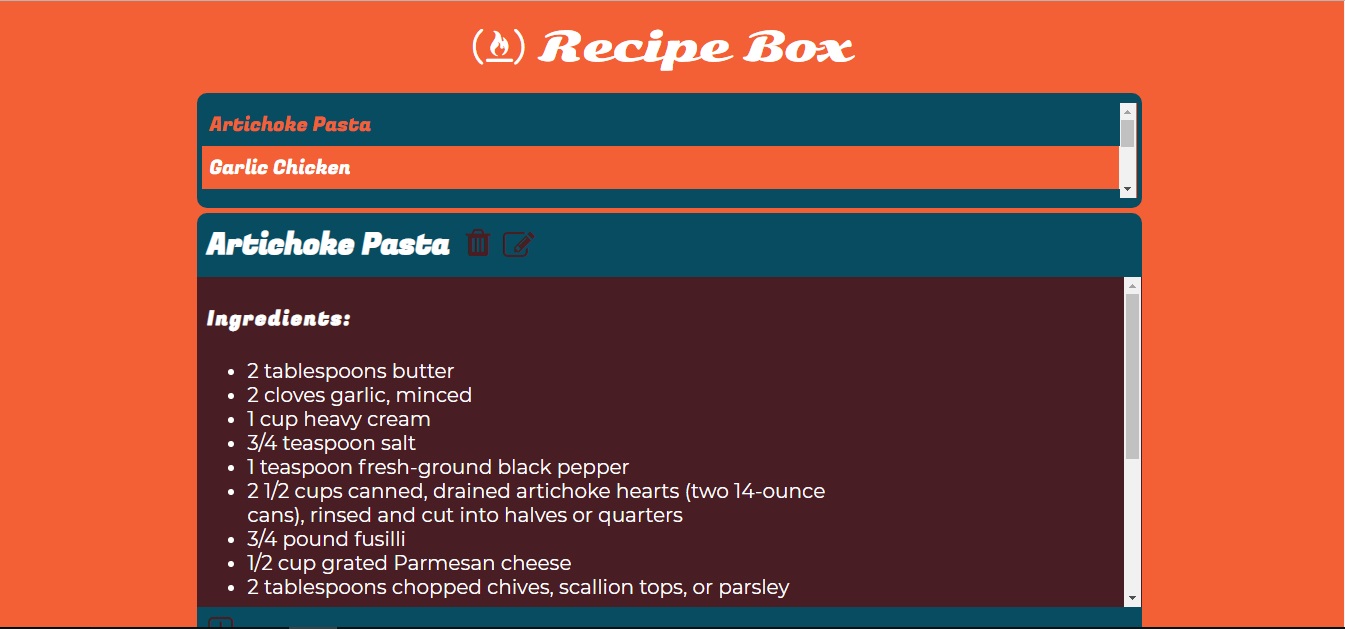 Recipe Box
Artichoke Pasta
Garlic Chicken
Artichoke Pasta
Ingredients:
2 tablespoons butter
2 cloves garlic, minced
1 cup heavy cream
3/4 teaspoon salt
1 teaspoon fresh-ground black pepper
2 1/2 cups canned, drained artichoke hearts (two 14-ounce
cans), rinsed and cut into halves or quarters
3/4 pound fusilli
1/2 cup grated Parmesan cheese
2 tablespoons chopped chives, scallion tops, or parsley